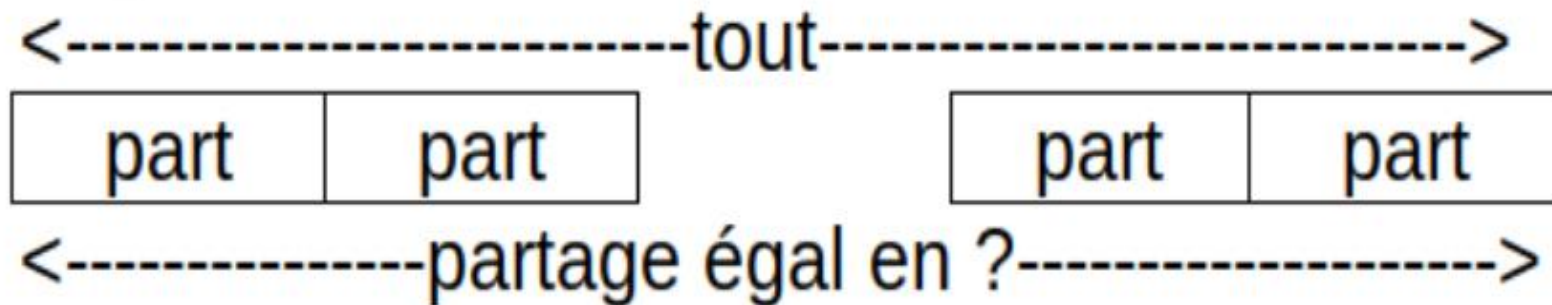 <-------------------------tout-------------------------->
part part part part
<---------------partage égal en ?-------------------->